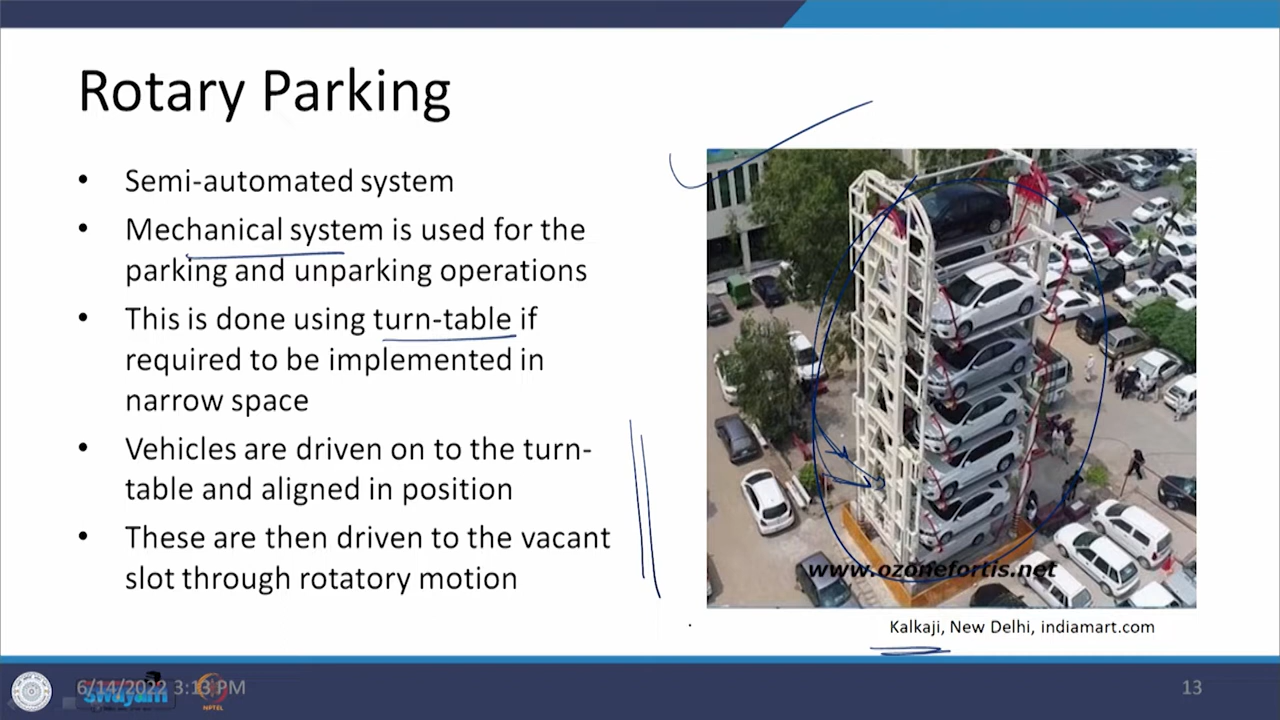 Rotary Parking
• Semi-automated system
• Mechanical system is used for the
parking and unparking operations
• This is done using turn-table if
required to be implemented in
narrow space
• Vehicles are driven on to the turn-
table and aligned in position
• These are then driven to the vacant
slot through rotatory motion
www.ozonefortis.net
Kalkaji, New Delhi, indiamart.com
6/14/2022 3:13 PM
swayam
NPTEL
13